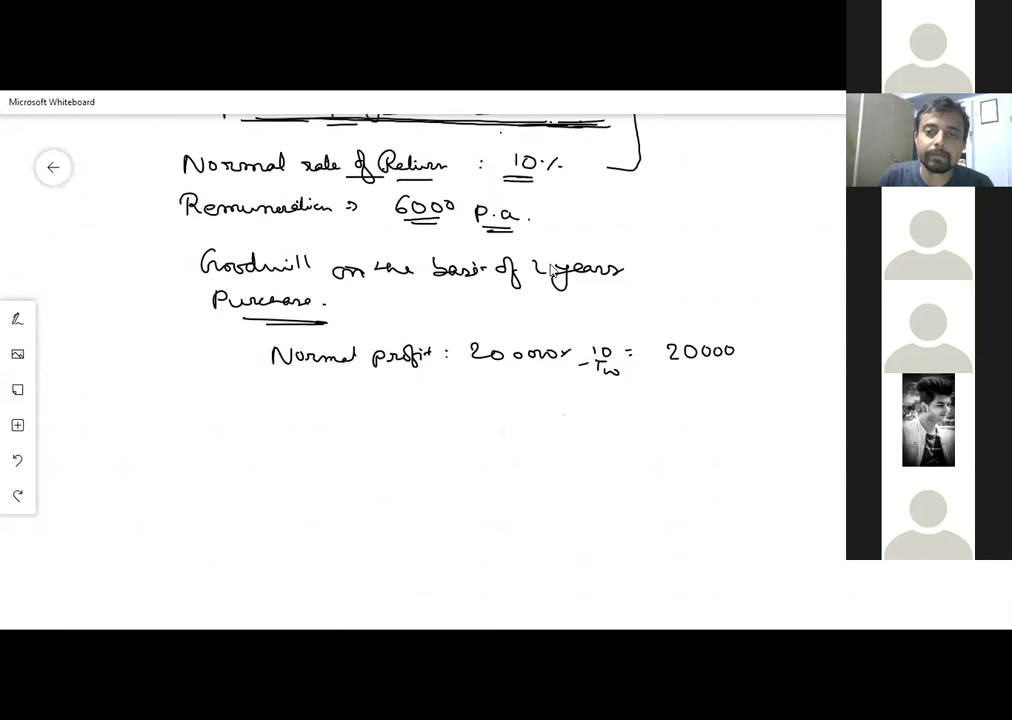 Microsoft Whiteboard
Normal rate of Return : 10%
Remuneration ⇒ 6000 p.a.
Goodwill on the basis of 2 years
Purchase.
Normal profit : 200000 x 10/100 = 20000